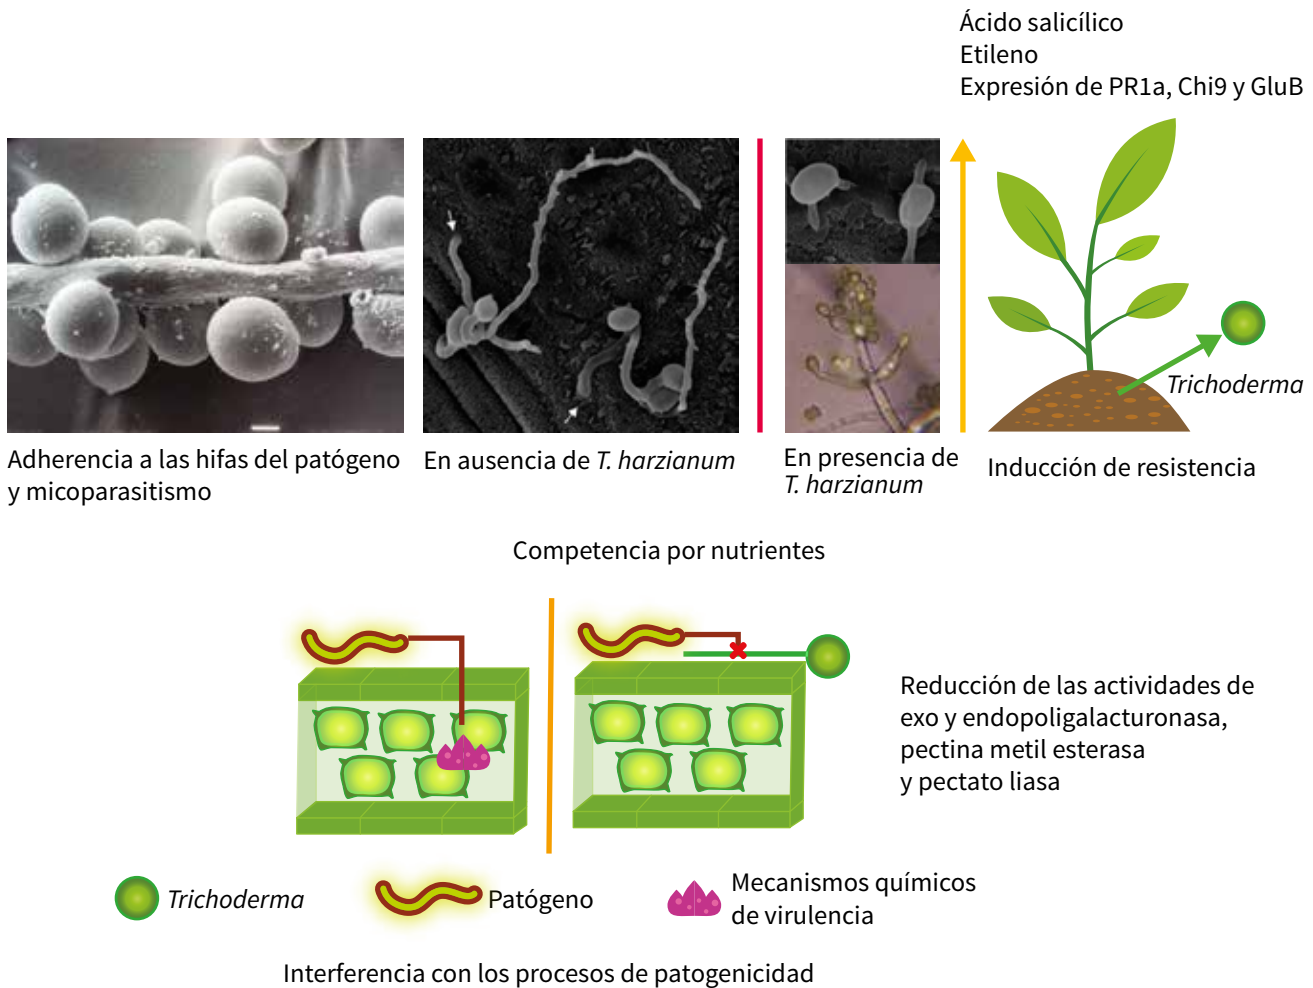 Ácido salicílico
Etileno
Expresión de PR1a, Chi9 y GluB
Trichoderma
Adherencia a las hifas del patógeno
y micoparasitismo
En ausencia de T. harzianum
En presencia de
T. harzianum
Inducción de resistencia
Competencia por nutrientes
Reducción de las actividades de
exo y endopoligalacturonasa,
pectina metil esterasa
y pectato liasa
Trichoderma
Patógeno
Mecanismos químicos
de virulencia
Interferencia con los procesos de patogenicidad